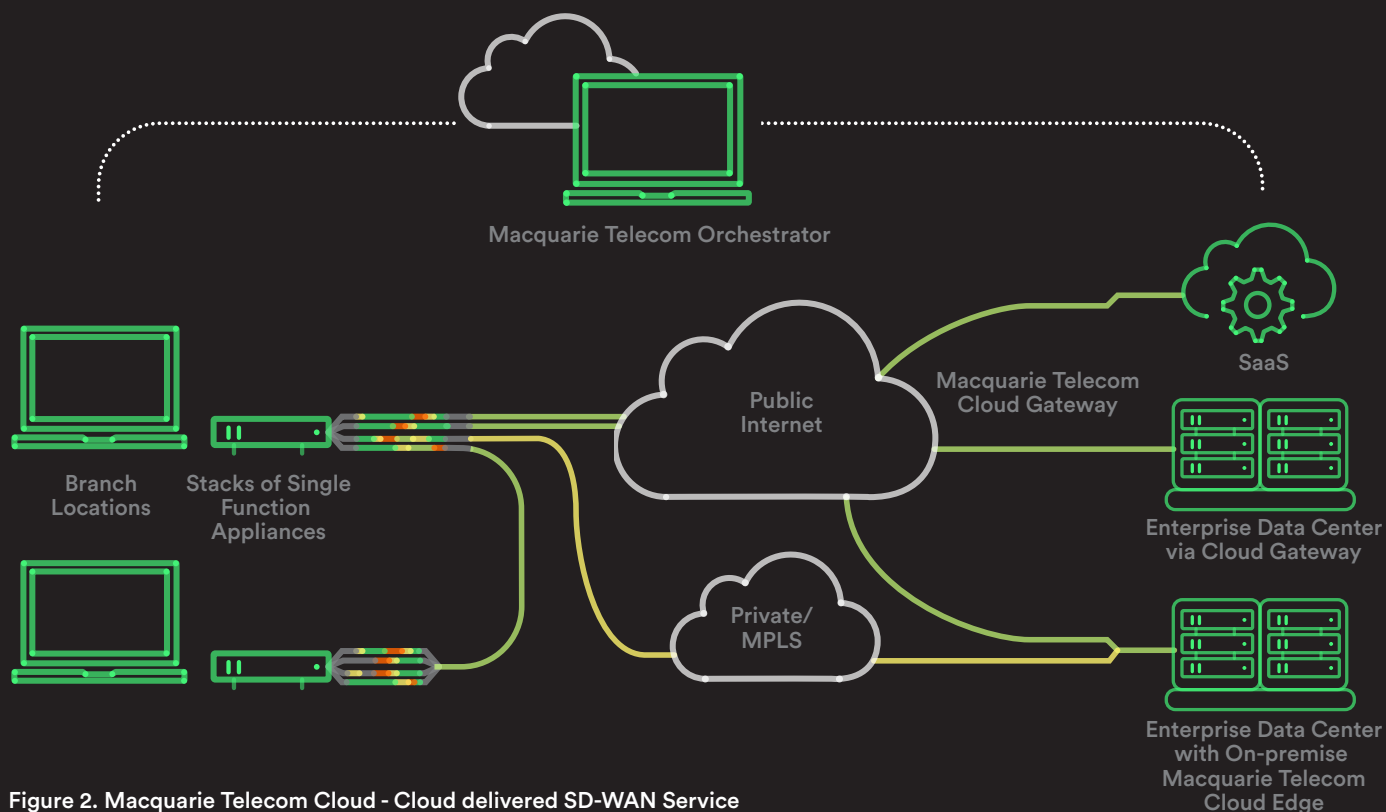 Macquarie Telecom Orchestrator
SaaS
Macquarie Telecom
Cloud Gateway
Public
Internet
Branch
Locations
Stacks of Single
Function
Appliances
Enterprise Data Center
via Cloud Gateway
Private/
MPLS
Enterprise Data Center
with On-premise
Macquarie Telecom
Cloud Edge
Figure 2. Macquarie Telecom Cloud - Cloud delivered SD-WAN Service